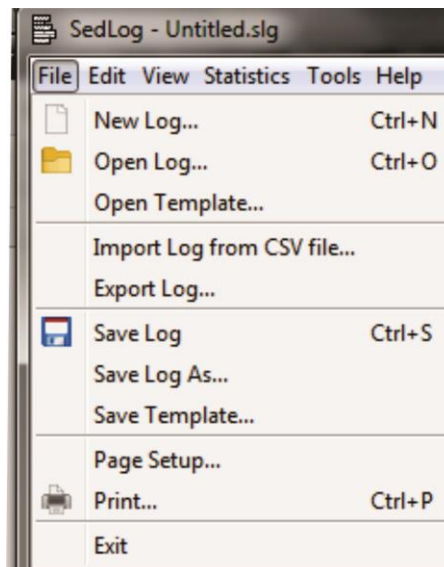 SedLog - Untitled.slg
File Edit View Statistics Tools Help
New Log... Ctrl+N
Open Log... Ctrl+O
Open Template...
Import Log from CSV file...
Export Log...
Save Log Ctrl+S
Save Log As...
Save Template...
Page Setup...
Print... Ctrl+P
Exit